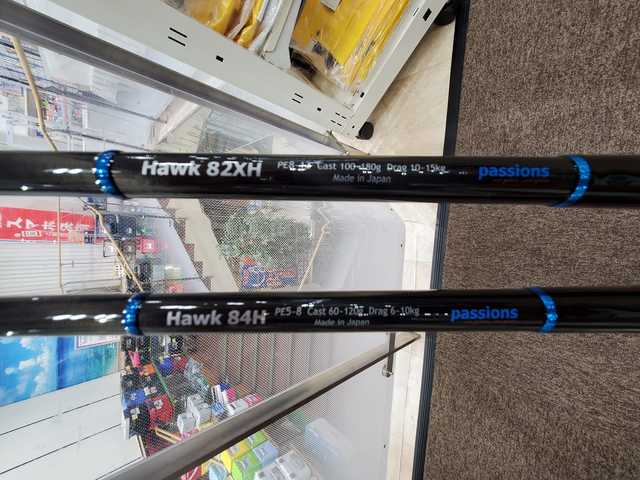 Hawk 82XH Cast 100-180g Drag 10-15kg passions
Made in Japan
Hawk 84H PE5-8 Cast 60-120g Drag 6-10kg passions
Made in Japan